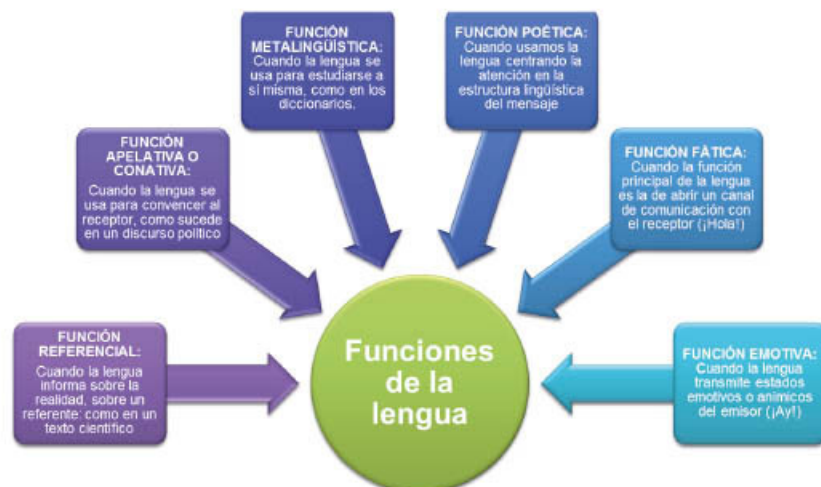 FUNCIÓN
METALINGÜÍSTICA:
Cuando la lengua se
usa para estudiarse a
sí misma, como en los
diccionarios.
FUNCIÓN POÉTICA:
Cuando usamos la
lengua centrando la
atención en la
estructura lingüística
del mensaje
FUNCIÓN
APELATIVA O
CONATIVA:
Cuando la lengua se
usa para convencer al
receptor, como sucede
en un discurso político
FUNCIÓN FÁTICA:
Cuando la función
principal de la lengua
es la de abrir un canal
de comunicación con
el receptor (¡Hola!)
FUNCIÓN
REFERENCIAL:
Cuando la lengua
informa sobre la
realidad, sobre un
referente: como en un
texto científico
Funciones
de la
lengua
FUNCIÓN EMOTIVA:
Cuando la lengua
transmite estados
emotivos o anímicos
del emisor (¡Ay!)